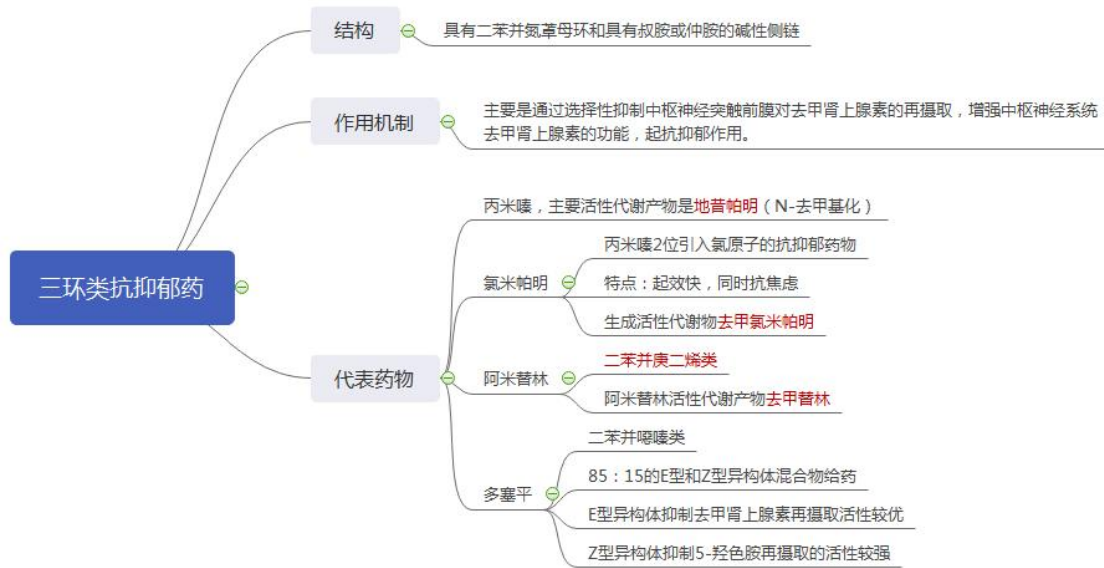 结构
具有二苯并氮䓬母环和具有叔胺或仲胺的碱性侧链
作用机制
主要是通过选择性抑制中枢神经突触前膜对去甲肾上腺素的再摄取，增强中枢神经系统
去甲肾上腺素的功能，起抗抑郁作用。
三环类抗抑郁药
代表药物
丙米嗪，主要活性代谢产物是地昔帕明（N-去甲基化）
氯米帕明
丙米嗪2位引入氯原子的抗抑郁药物
特点：起效快，同时抗焦虑
生成活性代谢物去甲氯米帕明
阿米替林
二苯并庚二烯类
阿米替林活性代谢产物去甲替林
多塞平
二苯并噁嗪类
85：15的E型和Z型异构体混合物给药
E型异构体抑制去甲肾上腺素再摄取活性较优
Z型异构体抑制5-羟色胺再摄取的活性较强